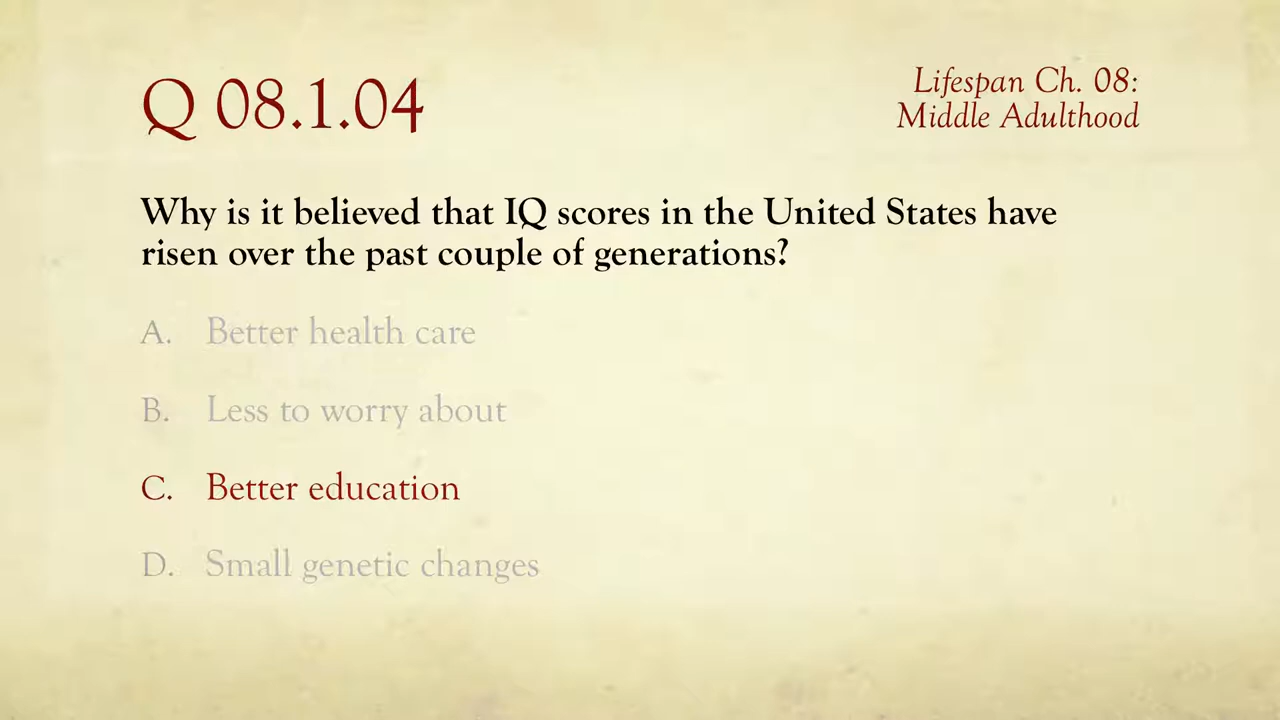 Q 08.1.04
Lifespan Ch. 08:
Middle Adulthood
Why is it believed that IQ scores in the United States have
risen over the past couple of generations?
A. Better health care
B. Less to worry about
C. Better education
D. Small genetic changes